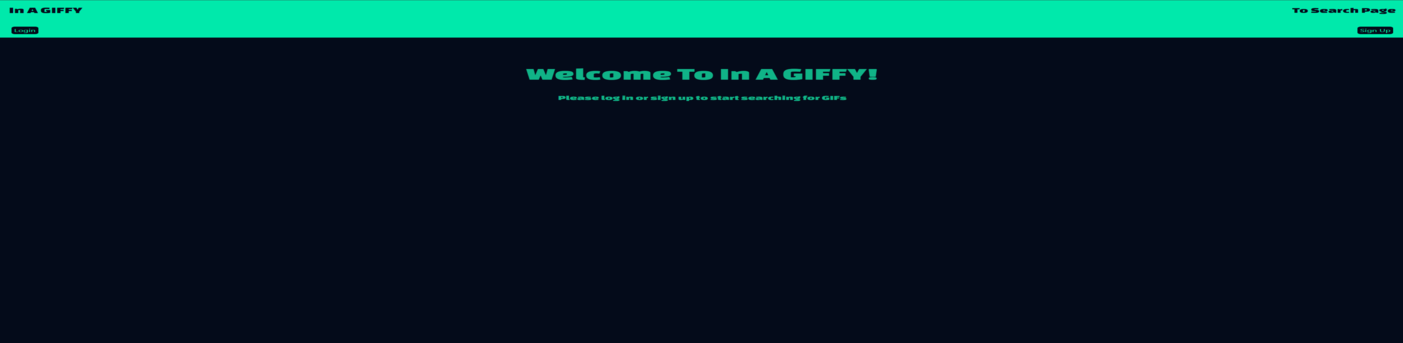 In A GIFFY
To Search Page
Login
Sign Up
Welcome To In A GIFFY!
Please log in or sign up to start searching for GIFs